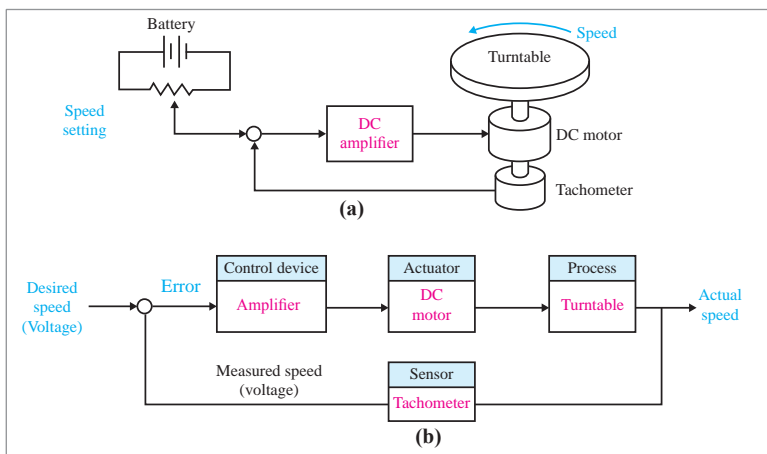 Battery
Speed
Turntable
Speed
setting
DC
amplifier
DC motor
Tachometer
(a)
Control device
Actuator
Process
Desired
speed
(Voltage)
Error
Amplifier
DC
motor
Turntable
Actual
speed
Measured speed
(voltage)
Sensor
Tachometer
(b)